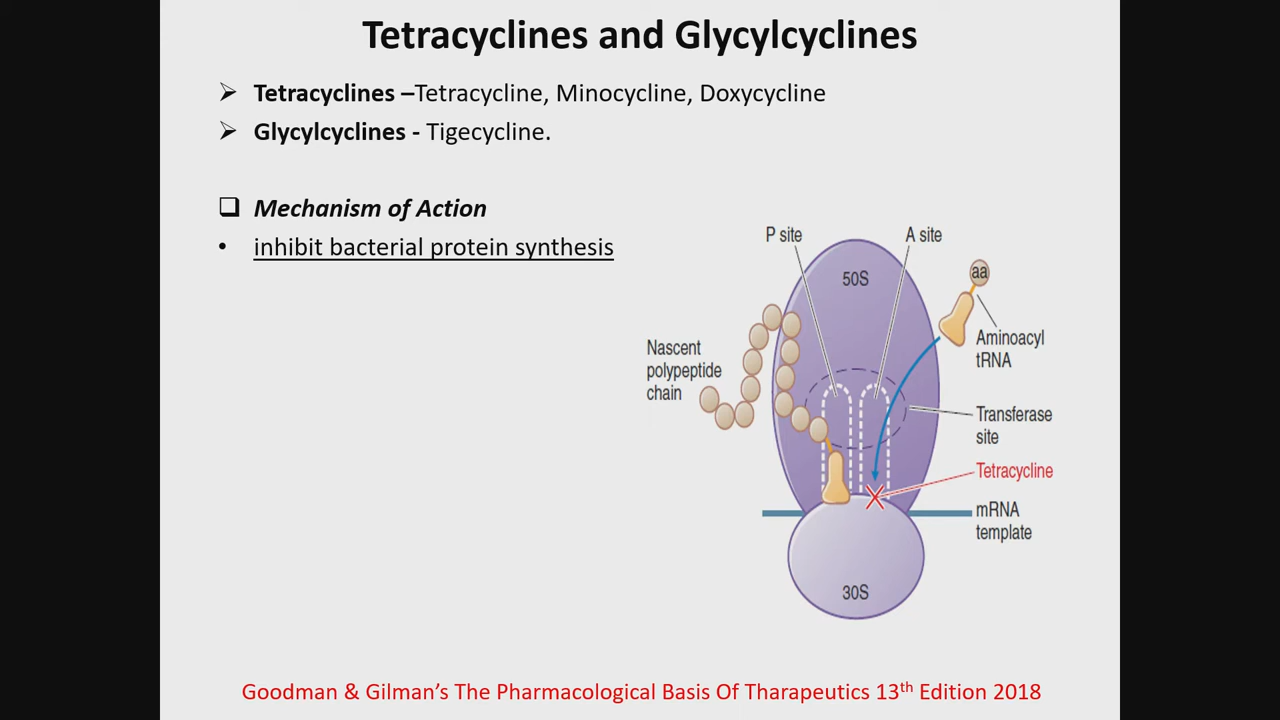 Tetracyclines and Glycylcyclines
➢ Tetracyclines –Tetracycline, Minocycline, Doxycycline
➢ Glycylcyclines - Tigecycline.
❑ Mechanism of Action
• inhibit bacterial protein synthesis
P site
A site
50S
aa
Aminoacyl
tRNA
Nascent
polypeptide
chain
Transferase
site
Tetracycline
mRNA
template
30S
Goodman & Gilman’s The Pharmacological Basis Of Tharapeutics 13th Edition 2018